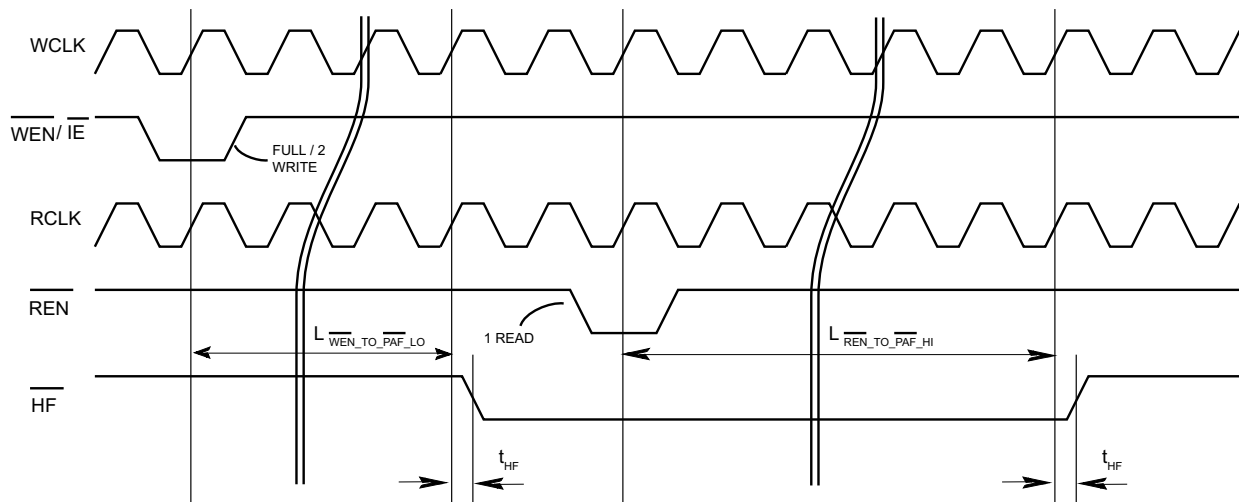 WCLK
WEN/ IE
FULL / 2
WRITE
RCLK
REN
1 READ
L WEN_TO_PAF_LO
L REN_TO_PAF_HI
HF
tHF
tHF